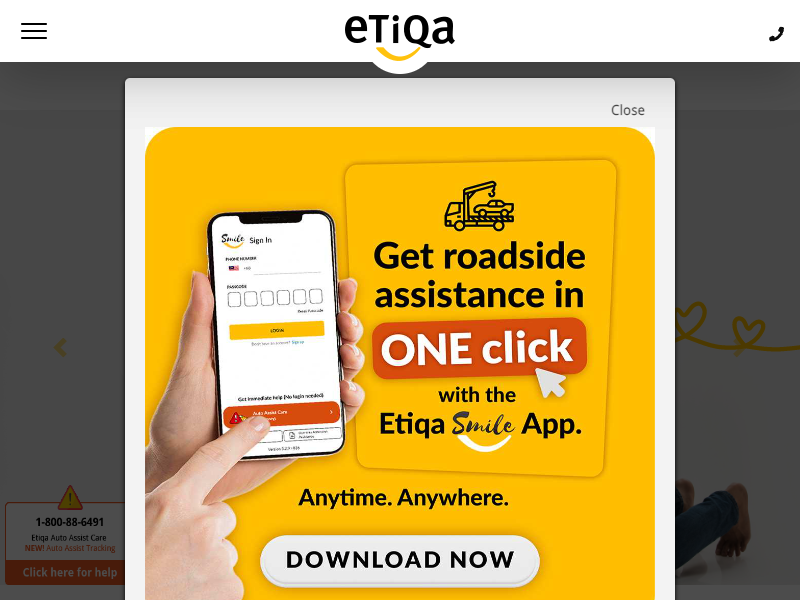 eTiQa
Close
Smile Sign In
PHONE NUMBER
PASSCODE
LOGIN
Get immediate help (No login needed)
Auto Assist Care
Get roadside
assistance in
ONE click
with the
Etiqa Smile App.
Anytime. Anywhere.
DOWNLOAD NOW
1-800-88-6491
Etiqa Auto Assist Care
NEW! Auto Assist Tracking
Click here for help